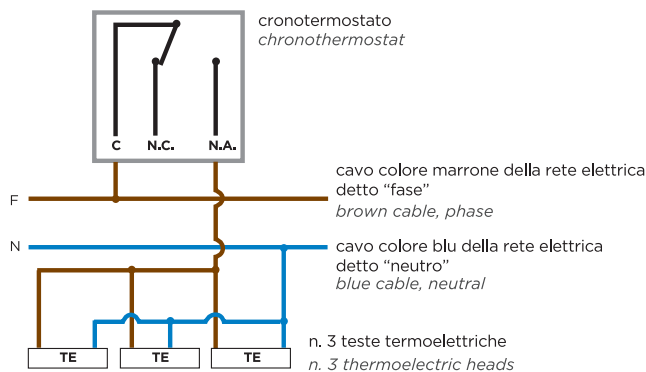 cronotermostato
chronothermostat
C N.C. N.A.
cavo colore marrone della rete elettrica
F
detto “fase”
brown cable, phase
N
cavo colore blu della rete elettrica
detto “neutro”
blue cable, neutral
n. 3 teste termoelettriche
TE TE TE
n. 3 thermoelectric heads